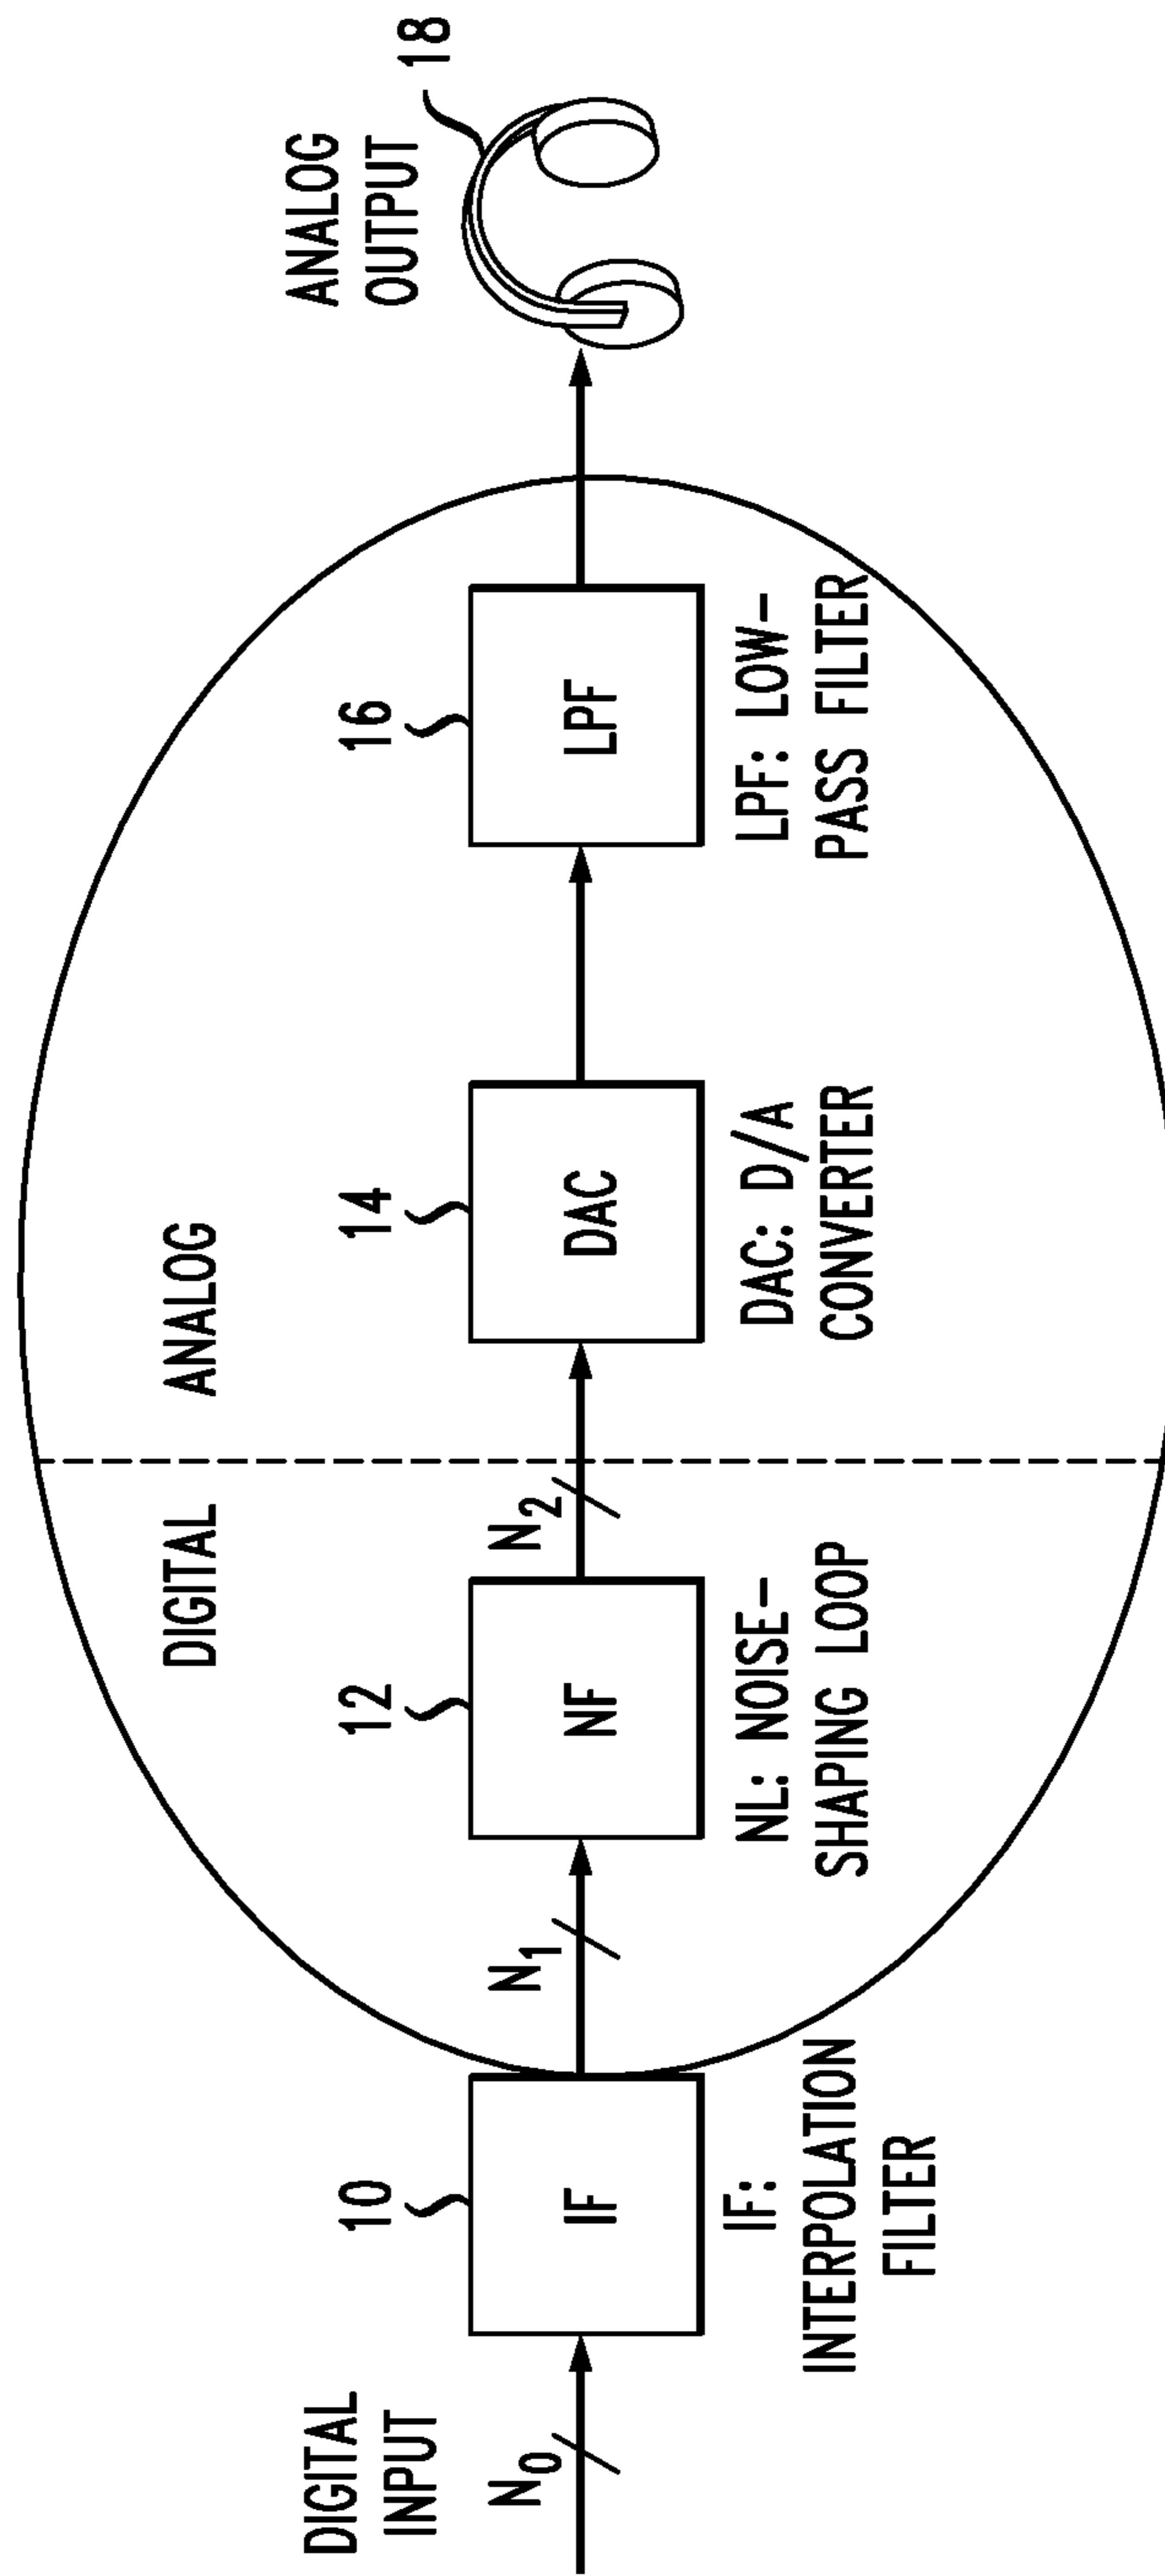 DIGITAL
INPUT
N0
10
IF
IF:
INTERPOLATION
FILTER
N1
DIGITAL
12
NF
NL: NOISE-
SHAPING LOOP
N2
ANALOG
14
DAC
DAC: D/A
CONVERTER
16
LPF
LPF: LOW-
PASS FILTER
ANALOG
OUTPUT
18